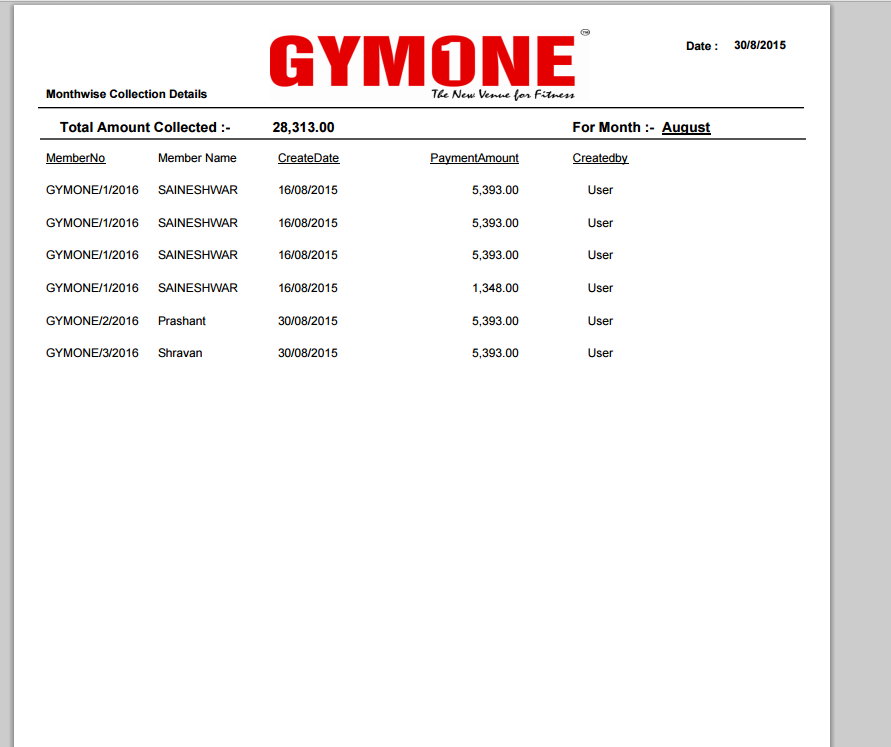 GYM1ONE TM
Date : 30/8/2015
The New Venue for Fitness
Monthwise Collection Details
Total Amount Collected :- 28,313.00 For Month :- August
MemberNo Member Name CreateDate PaymentAmount Createdby
GYMONE/1/2016 SAINESHWAR 16/08/2015 5,393.00 User
GYMONE/1/2016 SAINESHWAR 16/08/2015 5,393.00 User
GYMONE/1/2016 SAINESHWAR 16/08/2015 5,393.00 User
GYMONE/1/2016 SAINESHWAR 16/08/2015 1,348.00 User
GYMONE/2/2016 Prashant 30/08/2015 5,393.00 User
GYMONE/3/2016 Shravan 30/08/2015 5,393.00 User